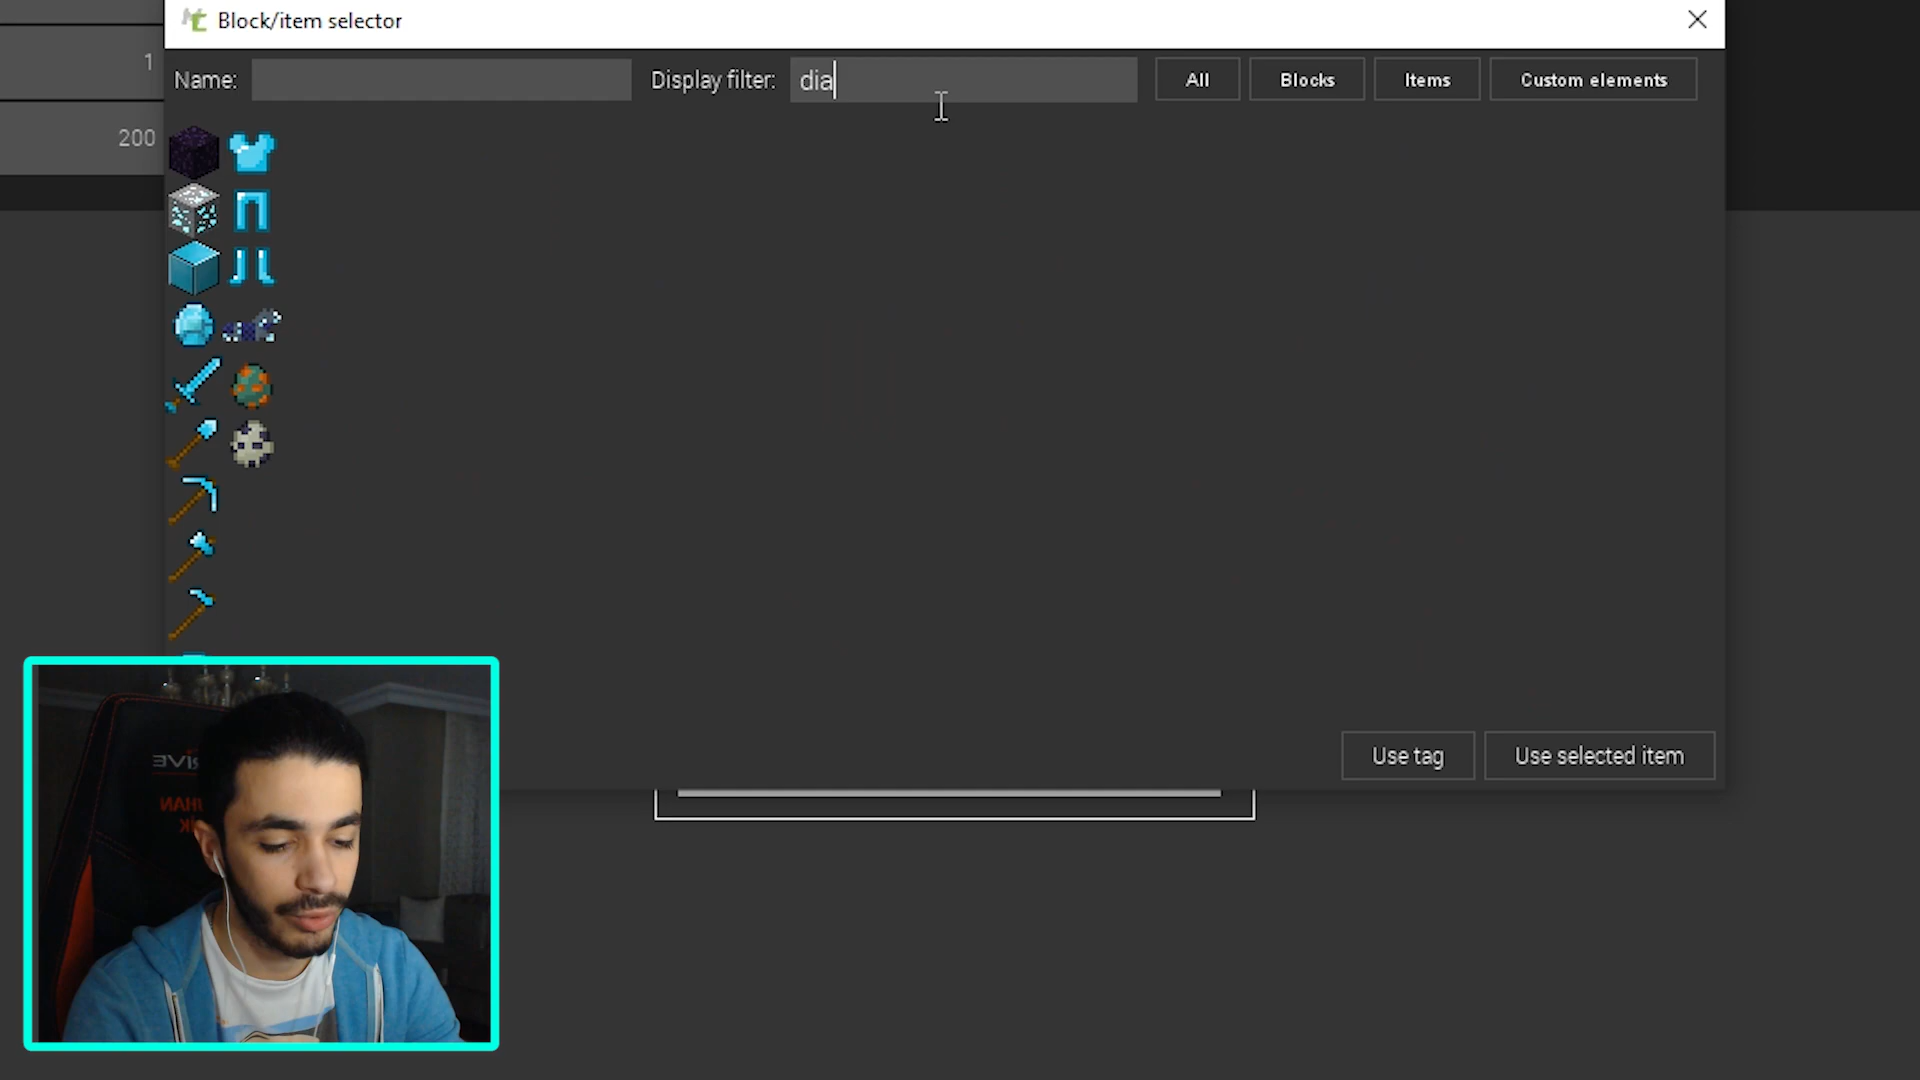 Block/item selector
1
Name:
Display filter: dia
All
Blocks
Items
Custom elements
200
Use tag
Use selected item